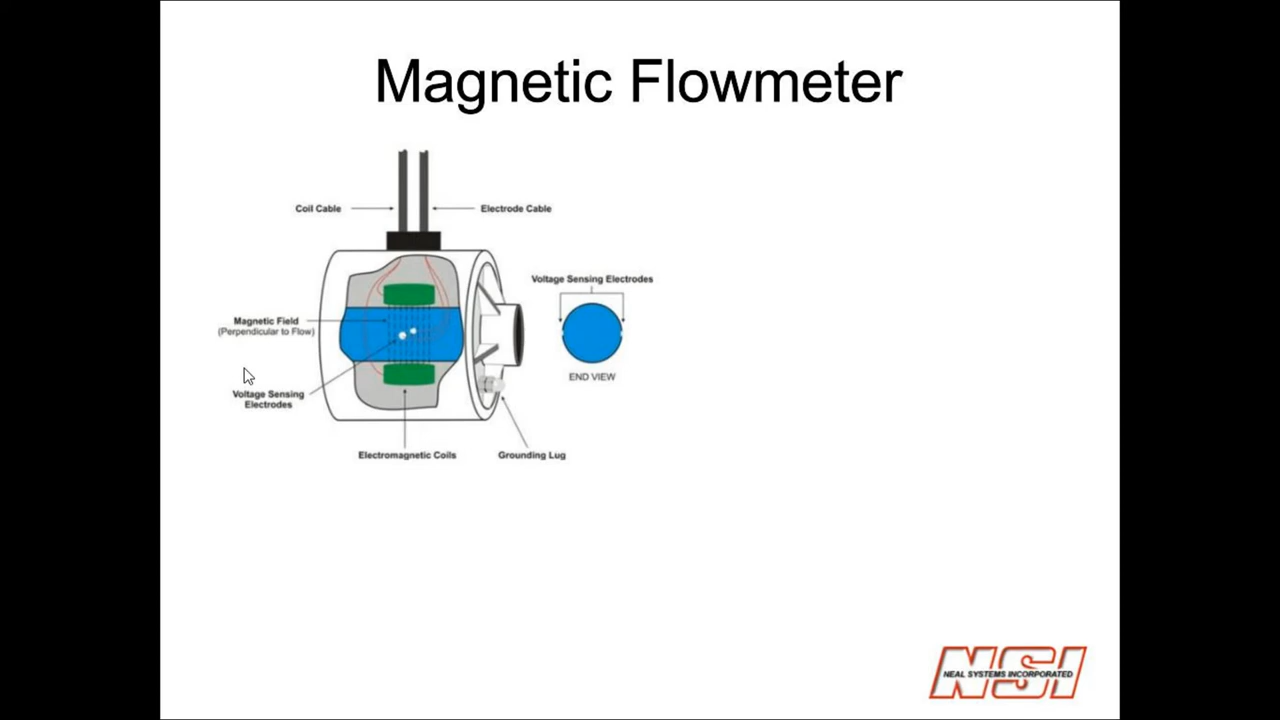 Magnetic Flowmeter
Coil Cable
Electrode Cable
Voltage Sensing Electrodes
Magnetic Field
(Perpendicular to Flow)
END VIEW
Voltage Sensing
Electrodes
Electromagnetic Coils
Grounding Lug
NSI
NEAL SYSTEMS INCORPORATED